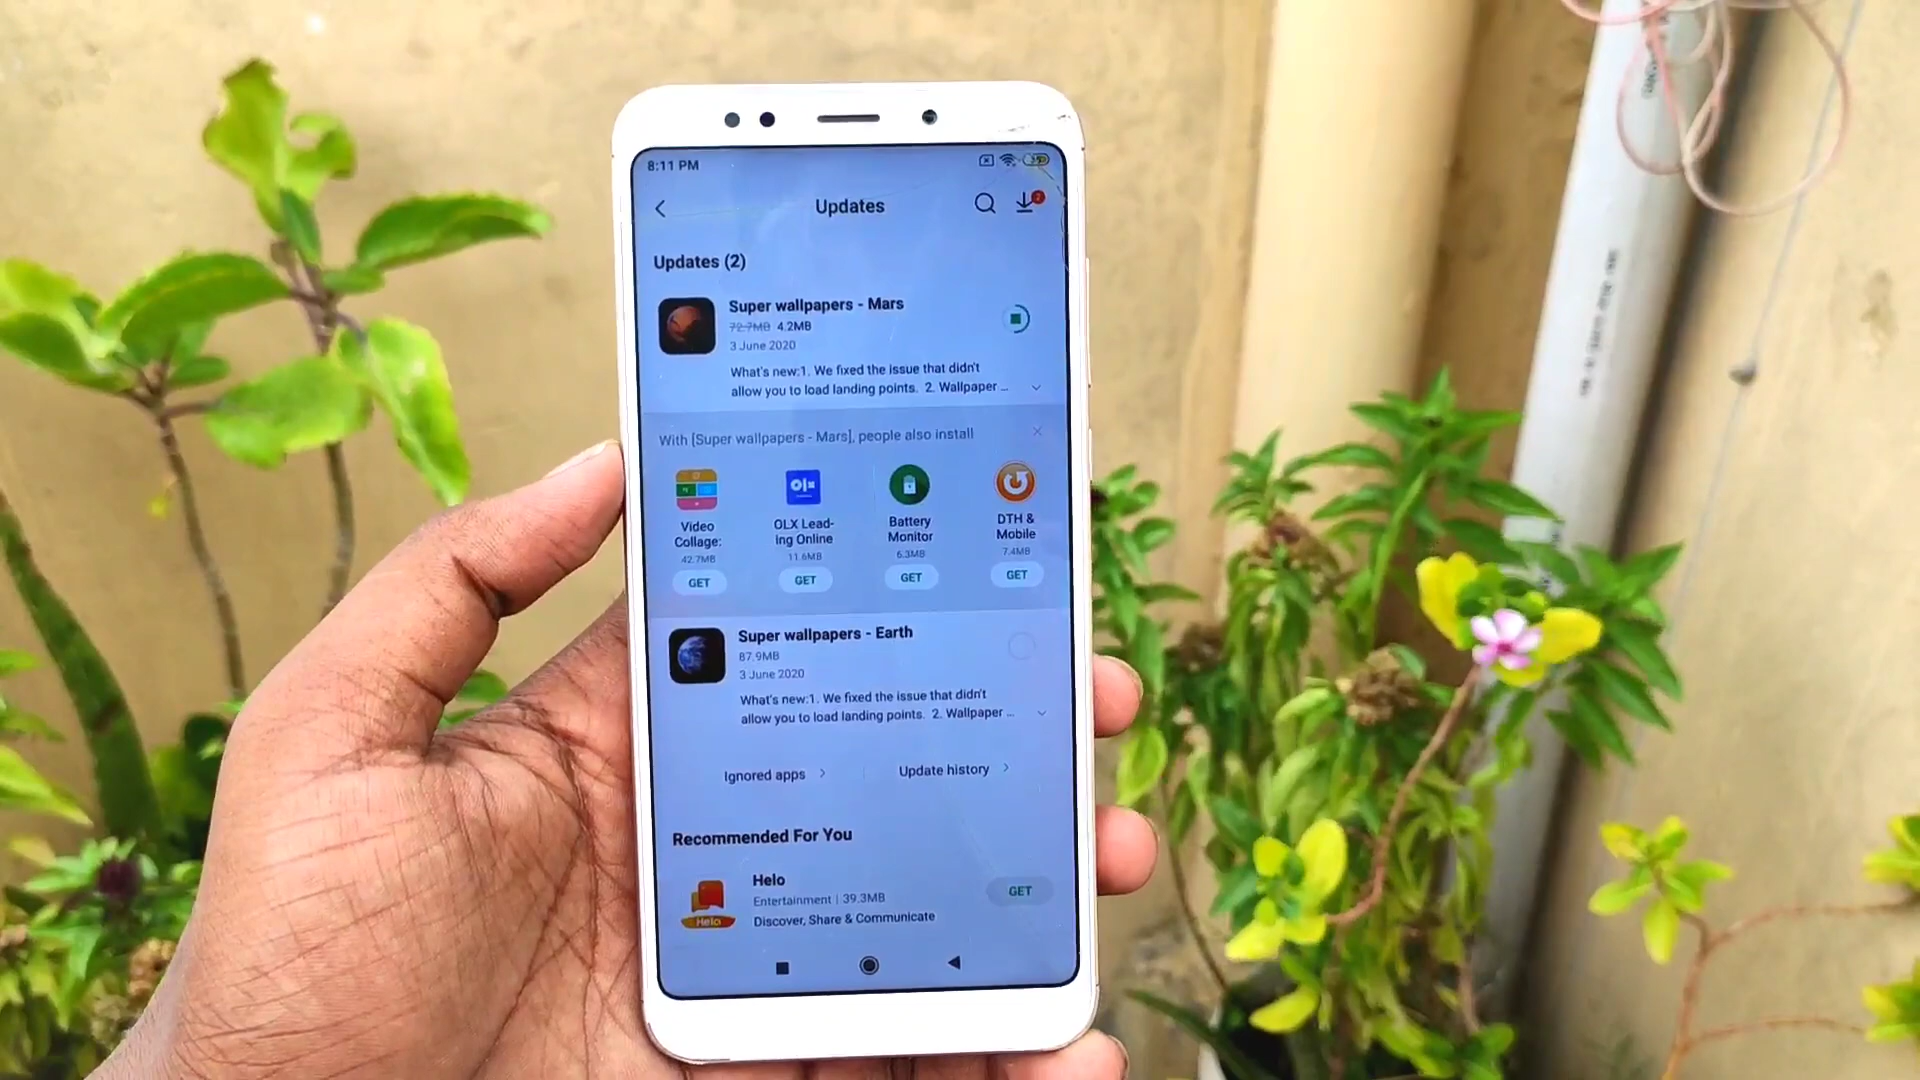 8:11 PM
Updates
2
Updates (2)
Super wallpapers - Mars
72.7MB 4.2MB
3 June 2020
What's new:1. We fixed the issue that didn't
allow you to load landing points. 2. Wallpaper ...
With [Super wallpapers - Mars], people also install
Video
Collage:
42.7MB
GET
OLX
OLX Lead-
ing Online
11.6MB
GET
Battery
Monitor
6.3MB
GET
DTH &
Mobile
7.4MB
GET
Super wallpapers - Earth
87.9MB
3 June 2020
What's new:1. We fixed the issue that didn't
allow you to load landing points. 2. Wallpaper ...
Ignored apps
Update history
Recommended For You
Helo
Helo
Entertainment | 39.3MB
Discover, Share & Communicate
GET